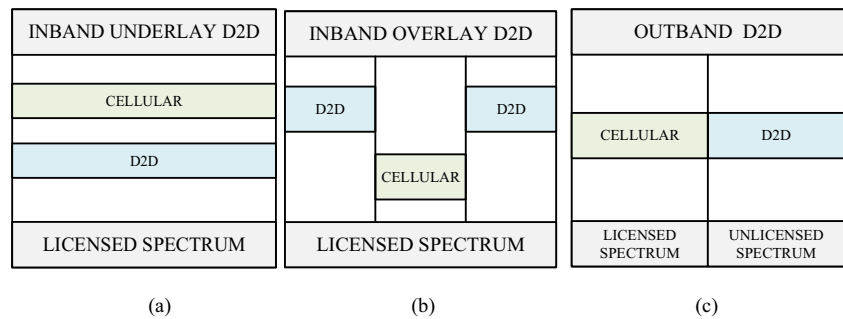 INBAND UNDERLAY D2D
CELLULAR
D2D
LICENSED SPECTRUM
(a)
INBAND OVERLAY D2D
D2D
D2D
CELLULAR
LICENSED SPECTRUM
(b)
OUTBAND D2D
CELLULAR
D2D
LICENSED
SPECTRUM
UNLICENSED
SPECTRUM
(c)